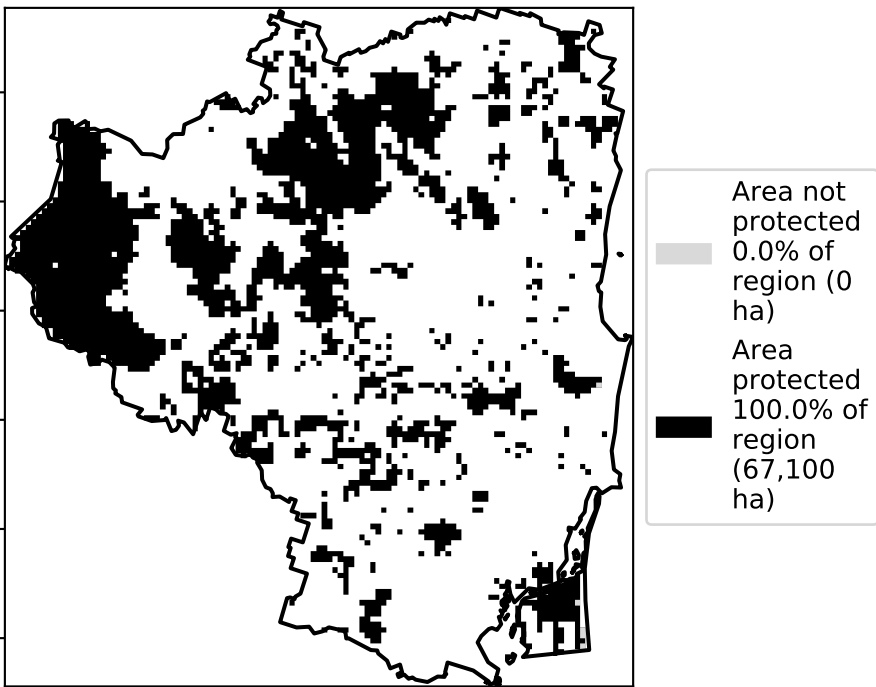 Area not
protected
0.0% of
region (0
ha)
Area
protected
100.0% of
region
(67,100
ha)